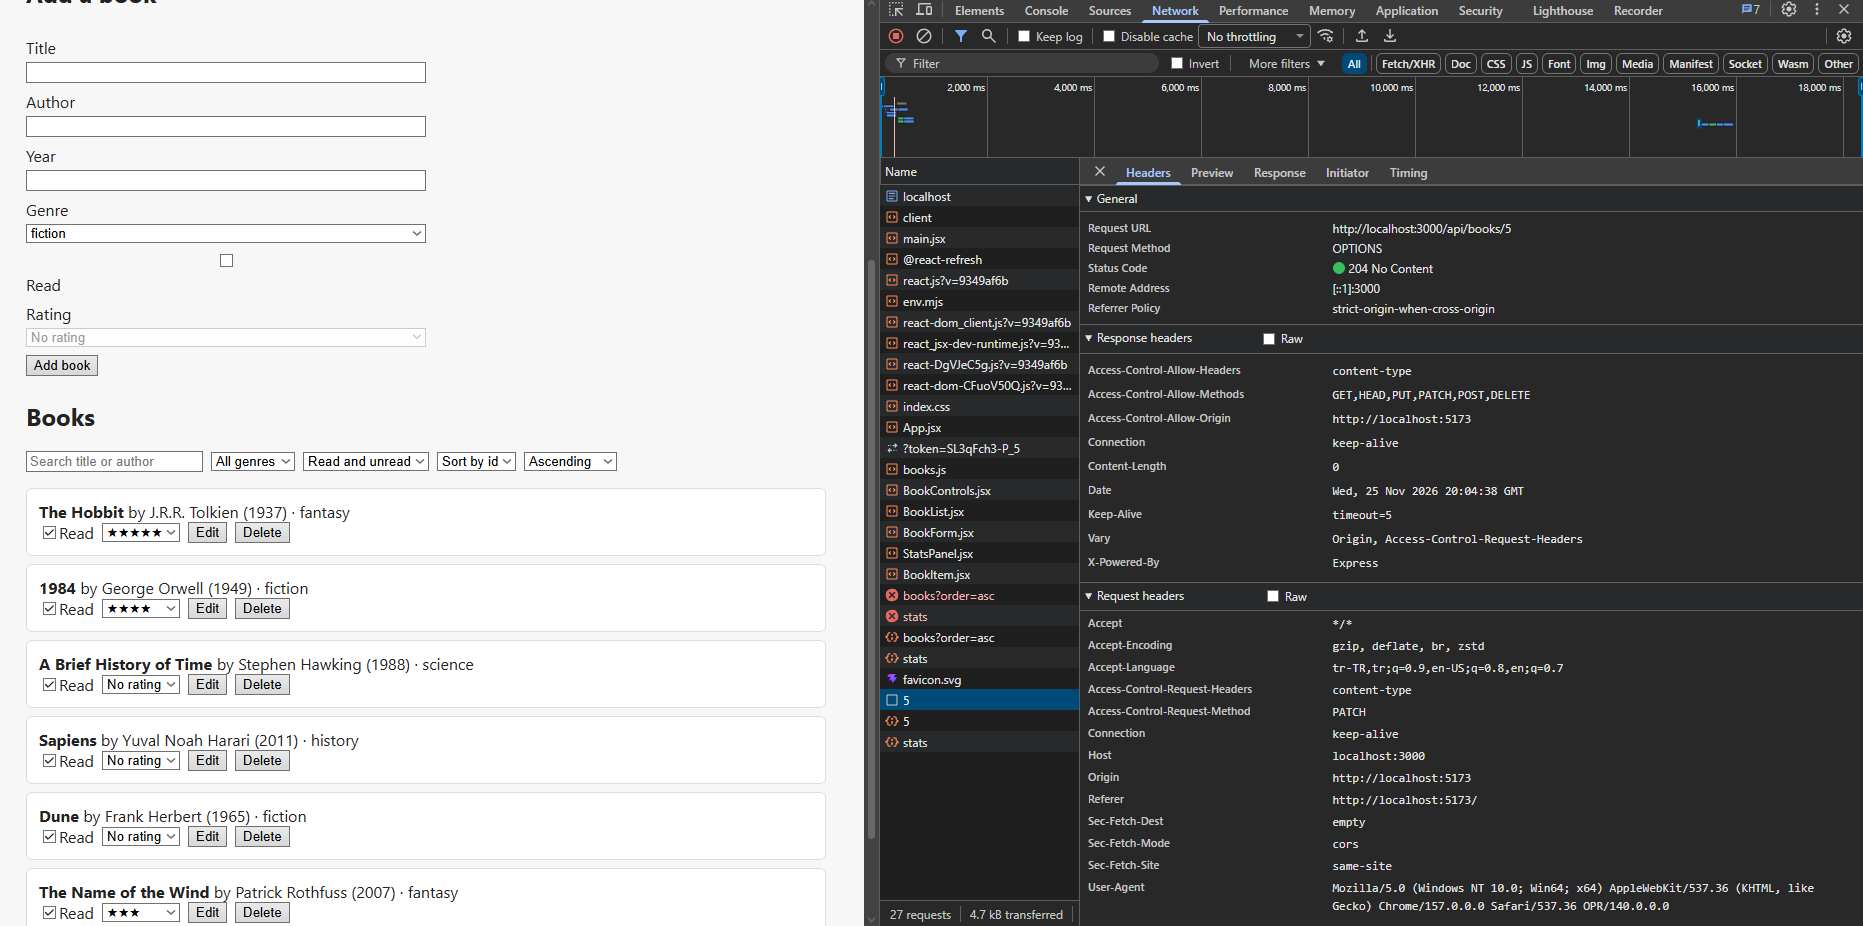 Add a book
Title
Author
Year
Genre
fiction
Read
Rating
No rating
Add book
Books
Search title or author
All genres
Read and unread
Sort by id
Ascending
The Hobbit by J.R.R. Tolkien (1937) · fantasy
Read ★★★★★ Edit Delete
1984 by George Orwell (1949) · fiction
Read ★★★★ Edit Delete
A Brief History of Time by Stephen Hawking (1988) · science
Read No rating Edit Delete
Sapiens by Yuval Noah Harari (2011) · history
Read No rating Edit Delete
Dune by Frank Herbert (1965) · fiction
Read No rating Edit Delete
The Name of the Wind by Patrick Rothfuss (2007) · fantasy
Read ★★★ Edit Delete
Elements Console Sources Network Performance Memory Application Security Lighthouse Recorder 7
Keep log Disable cache No throttling
Filter Invert More filters All Fetch/XHR Doc CSS JS Font Img Media Manifest Socket Wasm Other
2,000 ms 4,000 ms 6,000 ms 8,000 ms 10,000 ms 12,000 ms 14,000 ms 16,000 ms 18,000 ms
Name
localhost
client
main.jsx
@react-refresh
react.js?v=9349af6b
env.mjs
react-dom_client.js?v=9349af6b
react_jsx-dev-runtime.js?v=93...
react-DgVJeC5g.js?v=9349af6b
react-dom-CFuoV50Q.js?v=93...
index.css
App.jsx
?token=SL3qFch3-P_5
books.js
BookControls.jsx
BookList.jsx
BookForm.jsx
StatsPanel.jsx
BookItem.jsx
books?order=asc
stats
books?order=asc
stats
favicon.svg
5
5
stats
27 requests 4.7 kB transferred
Headers Preview Response Initiator Timing
General
Request URL http://localhost:3000/api/books/5
Request Method OPTIONS
Status Code 204 No Content
Remote Address [::1]:3000
Referrer Policy strict-origin-when-cross-origin
Response headers Raw
Access-Control-Allow-Headers content-type
Access-Control-Allow-Methods GET,HEAD,PUT,PATCH,POST,DELETE
Access-Control-Allow-Origin http://localhost:5173
Connection keep-alive
Content-Length 0
Date Wed, 25 Nov 2026 20:04:38 GMT
Keep-Alive timeout=5
Vary Origin, Access-Control-Request-Headers
X-Powered-By Express
Request headers Raw
Accept */*
Accept-Encoding gzip, deflate, br, zstd
Accept-Language tr-TR,tr;q=0.9,en-US;q=0.8,en;q=0.7
Access-Control-Request-Headers content-type
Access-Control-Request-Method PATCH
Connection keep-alive
Host localhost:3000
Origin http://localhost:5173
Referer http://localhost:5173/
Sec-Fetch-Dest empty
Sec-Fetch-Mode cors
Sec-Fetch-Site same-site
User-Agent Mozilla/5.0 (Windows NT 10.0; Win64; x64) AppleWebKit/537.36 (KHTML, like
Gecko) Chrome/157.0.0.0 Safari/537.36 OPR/140.0.0.0